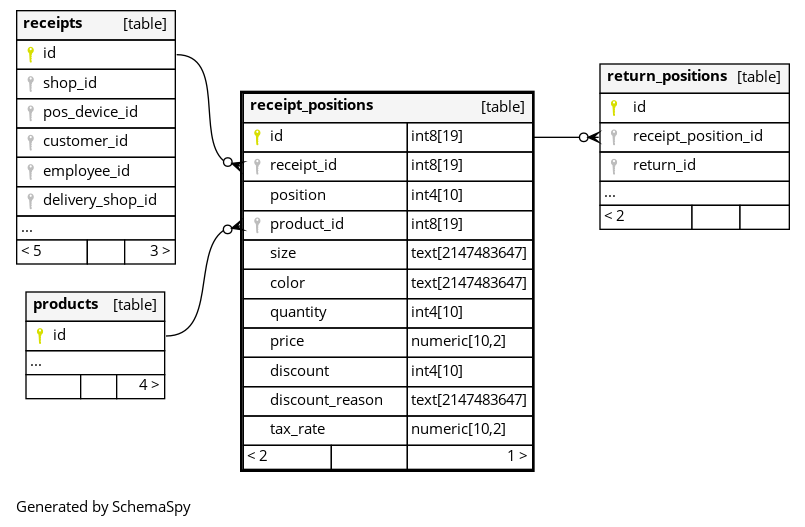 receipts [table]
id
shop_id
pos_device_id
customer_id
employee_id
delivery_shop_id
...
< 5 3 >
products [table]
id
...
4 >
receipt_positions [table]
id int8[19]
receipt_id int8[19]
position int4[10]
product_id int8[19]
size text[2147483647]
color text[2147483647]
quantity int4[10]
price numeric[10,2]
discount int4[10]
discount_reason text[2147483647]
tax_rate numeric[10,2]
< 2 1 >
return_positions [table]
id
receipt_position_id
return_id
...
< 2
Generated by SchemaSpy